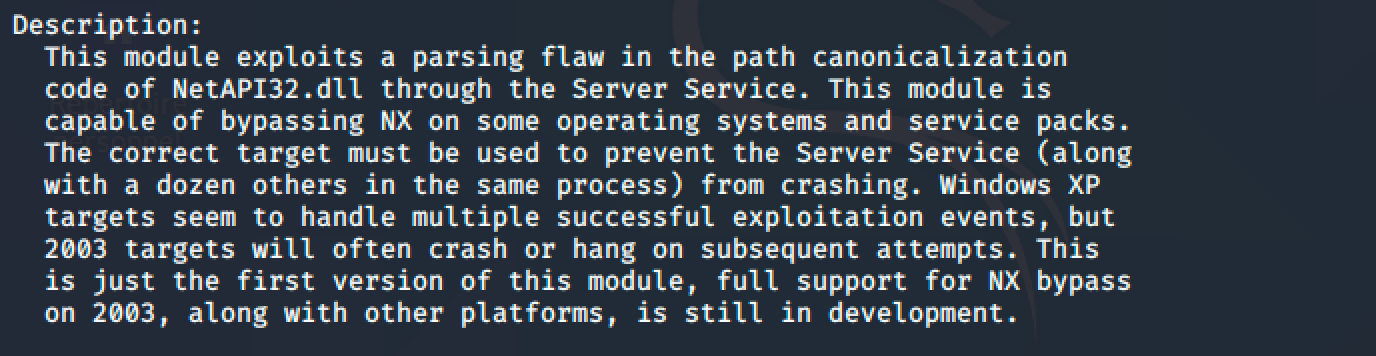 Description:
This module exploits a parsing flaw in the path canonicalization
code of NetAPI32.dll through the Server Service. This module is
capable of bypassing NX on some operating systems and service packs.
The correct target must be used to prevent the Server Service (along
with a dozen others in the same process) from crashing. Windows XP
targets seem to handle multiple successful exploitation events, but
2003 targets will often crash or hang on subsequent attempts. This
is just the first version of this module, full support for NX bypass
on 2003, along with other platforms, is still in development.